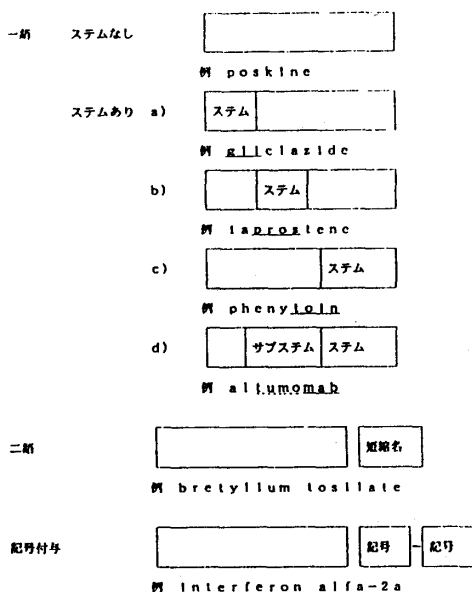 一語 ステムなし
例 poskine
ステムあり a) ステム
例 gliclazide
b) ステム
例 taprostene
c) ステム
例 phenytoin
d) サブステム ステム
例 altumomab
二語 短縮名
例 bretylium tosilate
記号付与 記号 - 記号
例 interferon alfa-2a